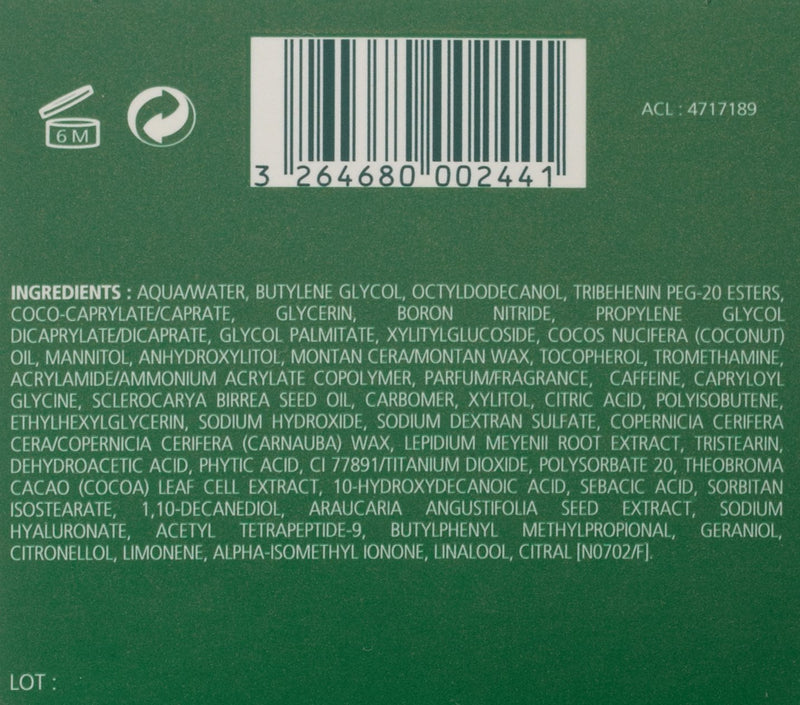 6 M
ACL : 4717189
3 264680 002441
INGREDIENTS : AQUA/WATER, BUTYLENE GLYCOL, OCTYLDODECANOL, TRIBEHENIN PEG-20 ESTERS,
COCO-CAPRYLATE/CAPRATE, GLYCERIN, BORON NITRIDE, PROPYLENE GLYCOL
DICAPRYLATE/DICAPRATE, GLYCOL PALMITATE, XYLITYLGLUCOSIDE, COCOS NUCIFERA (COCONUT)
OIL, MANNITOL, ANHYDROXYLITOL, MONTAN CERA/MONTAN WAX, TOCOPHEROL, TROMETHAMINE,
ACRYLAMIDE/AMMONIUM ACRYLATE COPOLYMER, PARFUM/FRAGRANCE, CAFFEINE, CAPRYLOYL
GLYCINE, SCLEROCARYA BIRREA SEED OIL, CARBOMER, XYLITOL, CITRIC ACID, POLYISOBUTENE,
ETHYLHEXYLGLYCERIN, SODIUM HYDROXIDE, SODIUM DEXTRAN SULFATE, COPERNICIA CERIFERA
CERA/COPERNICIA CERIFERA (CARNAUBA) WAX, LEPIDIUM MEYENII ROOT EXTRACT, TRISTEARIN,
DEHYDROACETIC ACID, PHYTIC ACID, CI 77891/TITANIUM DIOXIDE, POLYSORBATE 20, THEOBROMA
CACAO (COCOA) LEAF CELL EXTRACT, 10-HYDROXYDECANOIC ACID, SEBACIC ACID, SORBITAN
ISOSTEARATE, 1,10-DECANEDIOL, ARAUCARIA ANGUSTIFOLIA SEED EXTRACT, SODIUM
HYALURONATE, ACETYL TETRAPEPTIDE-9, BUTYLPHENYL METHYLPROPIONAL, GERANIOL,
CITRONELLOL, LIMONENE, ALPHA-ISOMETHYL IONONE, LINALOOL, CITRAL [N0702/F].
LOT :